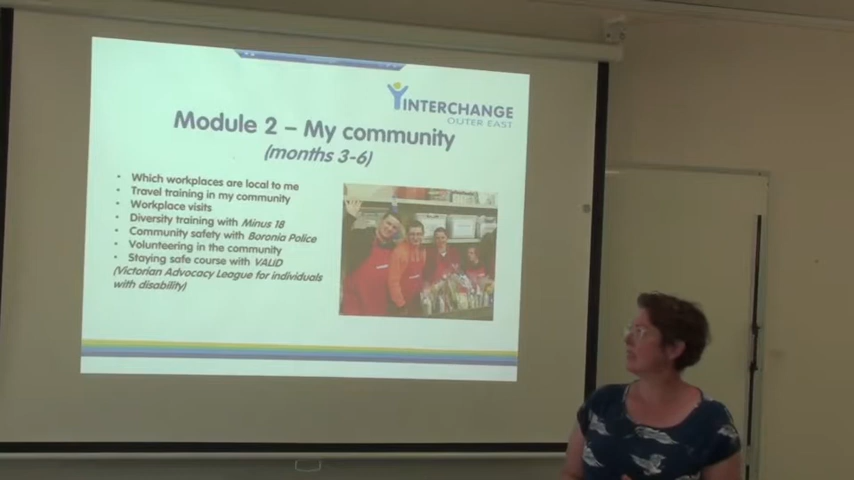 INTERCHANGE
OUTER EAST
Module 2 – My community
(months 3-6)
• Which workplaces are local to me
• Travel training in my community
• Workplace visits
• Diversity training with Minus 18
• Community safety with Boronia Police
• Volunteering in the community
• Staying safe course with VALiD
(Victorian Advocacy League for individuals
with disability)